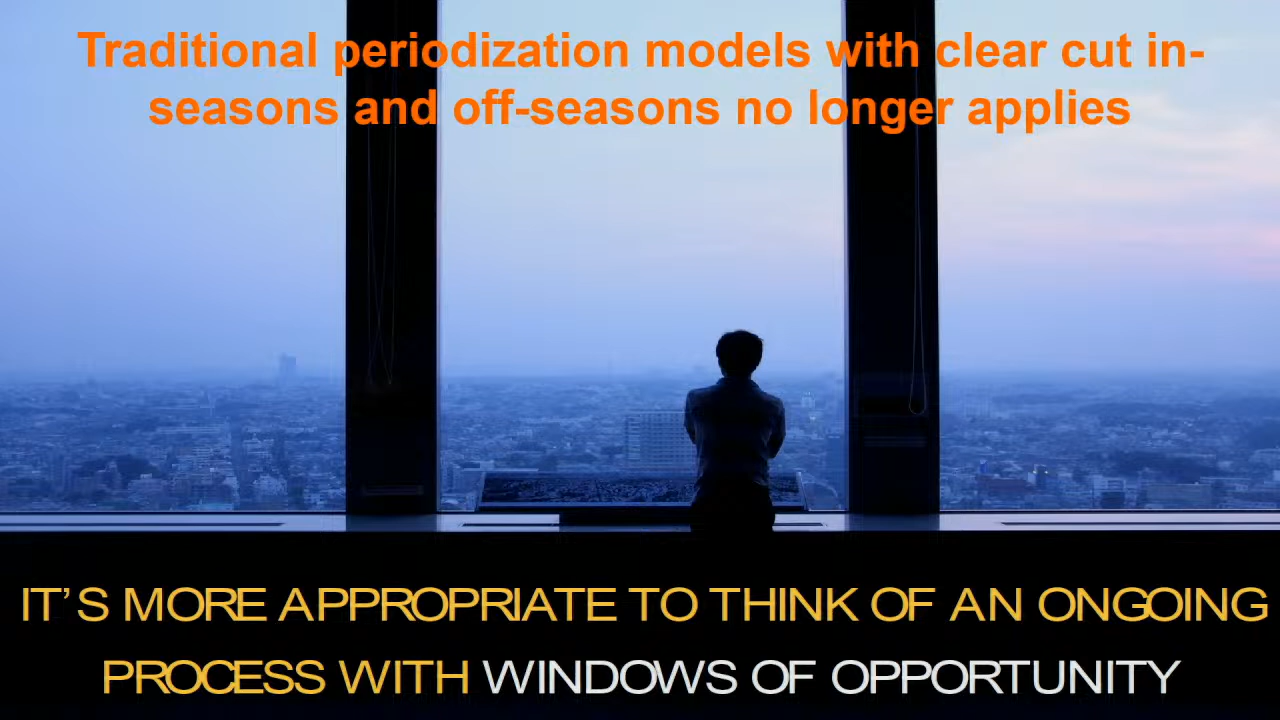 Traditional periodization models with clear cut in-
seasons and off-seasons no longer applies
IT’S MORE APPROPRIATE TO THINK OF AN ONGOING
PROCESS WITH WINDOWS OF OPPORTUNITY